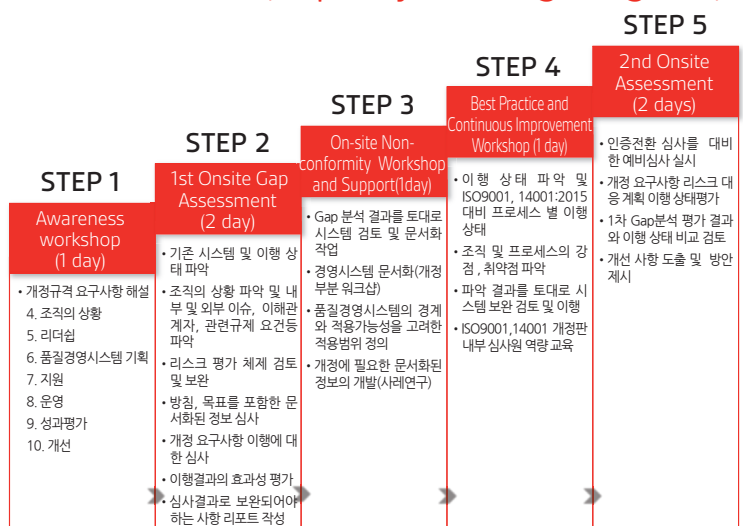 STEP 1
Awareness
workshop
(1 day)
• 개정규격 요구사항 해설
4. 조직의 상황
5. 리더쉽
6. 품질경영시스템 기획
7. 지원
8. 운영
9. 성과평가
10. 개선
STEP 2
1st Onsite Gap
Assessment
(2 day)
• 기존 시스템 및 이행 상
태 파악
• 조직의 상황 파악 및 내
부 및 외부 이슈, 이해관
계자, 관련규제 요건등
파악
• 리스크 평가 체제 검토
및 보완
• 방침, 목표를 포함한 문
서화된 정보 심사
• 개정 요구사항 이행에 대
한 심사
• 이행결과의 효과성 평가
• 심사결과로 보완되어야
하는 사항 리포트 작성
STEP 3
On-site Non-
conformity Workshop
and Support(1day)
• Gap 분석 결과를 토대로
시스템 검토 및 문서화
작업
• 경영시스템 문서화(개정
부분 워크샵)
• 품질경영시스템의 경계
와 적용가능성을 고려한
적용범위 정의
• 개정에 필요한 문서화된
정보의 개발(사례연구)
STEP 4
Best Practice and
Continuous Improvement
Workshop (1 day)
• 이행 상태 파악 및
ISO9001, 14001:2015
대비 프로세스 별 이행
상태
• 조직 및 프로세스의 강
점 , 취약점 파악
• 파악 결과를 토대로 시
스템 보완 검토 및 이행
• ISO9001,14001 개정판
내부 심사원 역량 교육
STEP 5
2nd Onsite
Assessment
(2 days)
• 인증전환 심사를 대비
한 예비심사 실시
• 개정 요구사항 리스크 대
응 계획 이행 상태평가
• 1차 Gap분석 평가 결과
와 이행 상태 비교 검토
• 개선 사항 도출 및 방안
제시